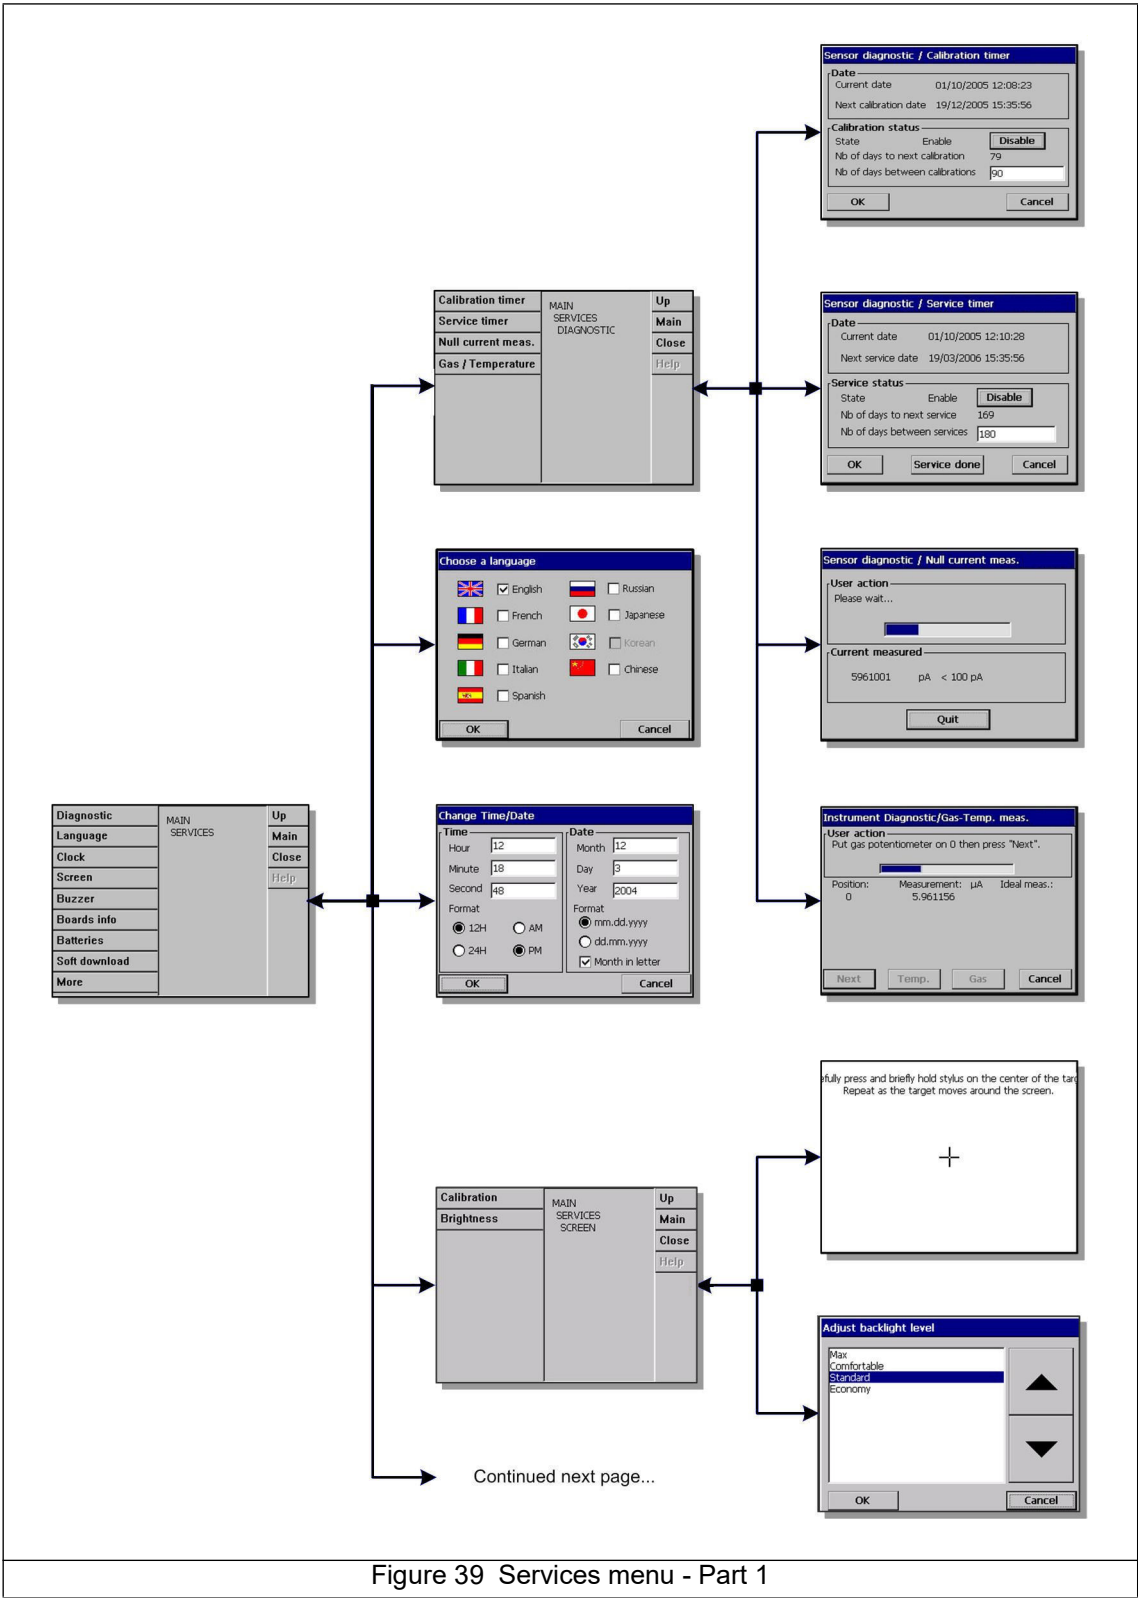 Sensor diagnostic / Calibration timer
Date
Current date 01/10/2005 12:08:23
Next calibration date 19/12/2005 15:35:56
Calibration status
State Enable Disable
Nb of days to next calibration 79
Nb of days between calibrations 90
OK Cancel
Calibration timer
Service timer
Null current meas.
Gas / Temperature
MAIN
SERVICES
DIAGNOSTIC
Up
Main
Close
Help
Sensor diagnostic / Service timer
Date
Current date 01/10/2005 12:10:28
Next service date 19/03/2006 15:35:56
Service status
State Enable Disable
Nb of days to next service 169
Nb of days between services 180
OK Service done Cancel
Choose a language
English Russian
French Japanese
German Korean
Italian Chinese
Spanish
OK Cancel
Sensor diagnostic / Null current meas.
User action
Please wait...
Current measured
5961001 pA < 100 pA
Quit
Diagnostic
Language
Clock
Screen
Buzzer
Boards info
Batteries
Soft download
More
MAIN
SERVICES
Up
Main
Close
Help
Change Time/Date
Time Date
Hour 12 Month 12
Minute 18 Day 3
Second 48 Year 2004
Format Format
12H AM mm.dd.yyyy
24H PM dd.mm.yyyy
Month in letter
OK Cancel
Instrument Diagnostic/Gas-Temp. meas.
User action
Put gas potentiometer on 0 then press "Next".
Position: Measurement: µA Ideal meas.:
0 5.961156
Next Temp. Gas Cancel
efully press and briefly hold stylus on the center of the targ
Repeat as the target moves around the screen.
Calibration
Brightness
MAIN
SERVICES
SCREEN
Up
Main
Close
Help
Adjust backlight level
Max
Comfortable
Standard
Economy
OK Cancel
Continued next page...
Figure 39 Services menu - Part 1